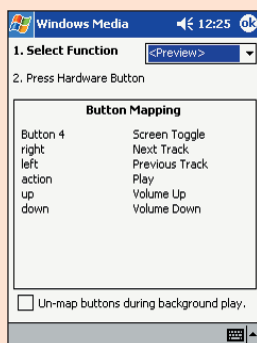 Windows Media 12:25 ok
1. Select Function <Preview>
2. Press Hardware Button
Button Mapping
Button 4 Screen Toggle
right Next Track
left Previous Track
action Play
up Volume Up
down Volume Down
Un-map buttons during background play.